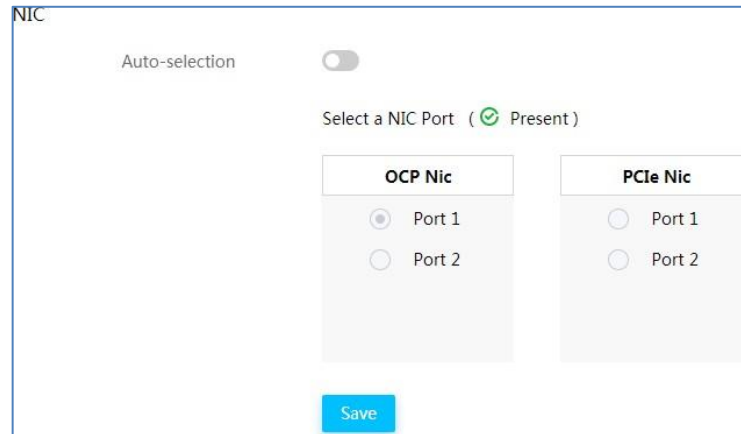 NIC
Auto-selection
Select a NIC Port ( Present )
OCP Nic PCIe Nic
Port 1 Port 1
Port 2 Port 2
Save